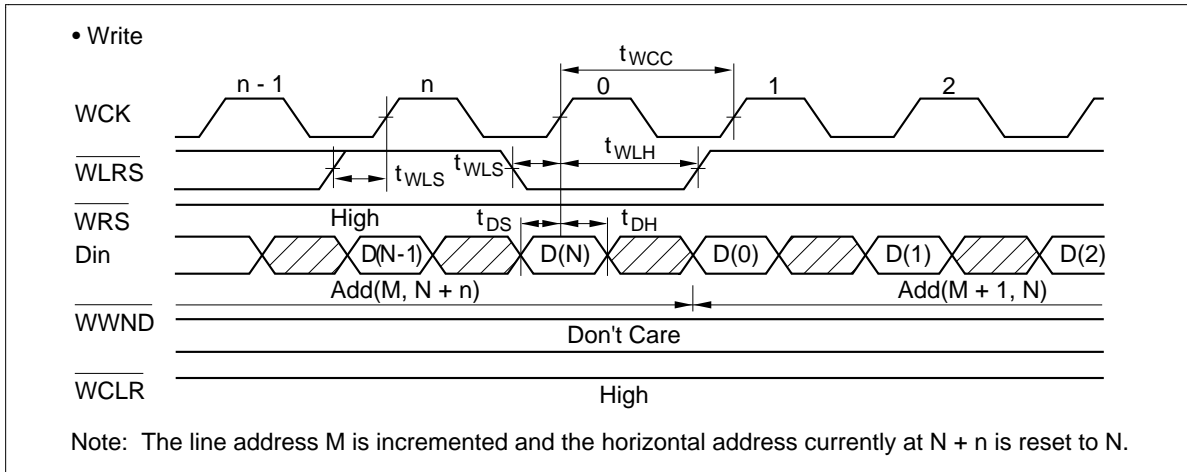 • Write
tWCC
n - 1 n 0 1 2
WCK
WLRS tWLS tWLS tWLH
WRS High tDS tDH
Din D(N-1) D(N) D(0) D(1) D(2)
Add(M, N + n) Add(M + 1, N)
WWND Don't Care
WCLR High
Note: The line address M is incremented and the horizontal address currently at N + n is reset to N.